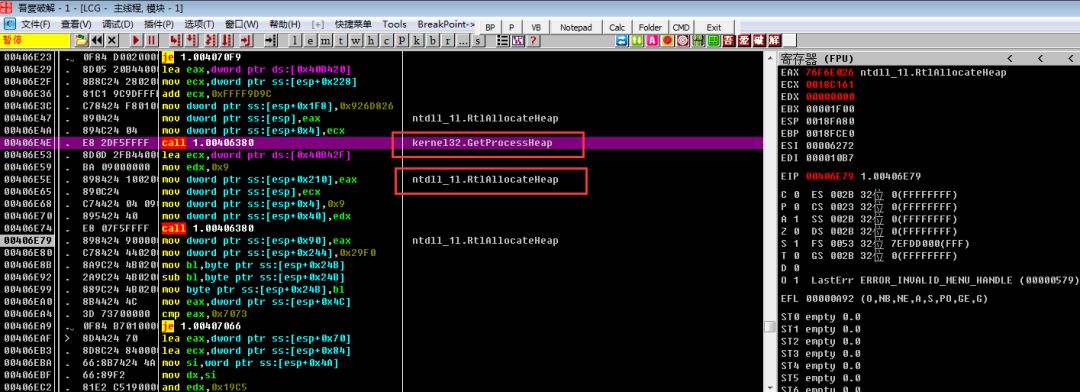 吾爱破解 - 1 - [LCG - 主线程, 模块 - 1]
文件(F) 查看(V) 调试(D) 插件(P) 选项(T) 窗口(W) 帮助(H) [+] 快捷菜单 Tools BreakPoint-> BP P VB Notepad Calc Folder CMD Exit
暂停 l e m t w h c P k b r ... s 吾 爱 破 解
00406E23 . 0F84 D0020000 je 1.004070F9
00406E29 . 8D05 20B44000 lea eax,dword ptr ds:[0x40B420]
00406E2F . 8B8C24 280200 mov ecx,dword ptr ss:[esp+0x228]
00406E36 . 81C1 9C9DFFFF add ecx,0xFFFF9D9C
00406E3C . C78424 F80100 mov dword ptr ss:[esp+0x1F8],0x926D826
00406E47 . 890424 mov dword ptr ss:[esp],eax ntdll_1l.RtlAllocateHeap
00406E4A . 894C24 04 mov dword ptr ss:[esp+0x4],ecx
00406E4E . E8 2DF5FFFF call 1.00406380 kernel32.GetProcessHeap
00406E53 . 8D0D 2FB44000 lea ecx,dword ptr ds:[0x40B42F]
00406E59 . BA 09000000 mov edx,0x9
00406E5E . 898424 100200 mov dword ptr ss:[esp+0x210],eax ntdll_1l.RtlAllocateHeap
00406E65 . 890C24 mov dword ptr ss:[esp],ecx
00406E68 . C74424 04 090 mov dword ptr ss:[esp+0x4],0x9
00406E70 . 895424 40 mov dword ptr ss:[esp+0x40],edx
00406E74 . E8 07F5FFFF call 1.00406380
00406E79 . 898424 900000 mov dword ptr ss:[esp+0x90],eax ntdll_1l.RtlAllocateHeap
00406E80 . C78424 440200 mov dword ptr ss:[esp+0x244],0x29F0
00406E8B . 8A9C24 4B0200 mov bl,byte ptr ss:[esp+0x24B]
00406E92 . 2A9C24 4B0200 sub bl,byte ptr ss:[esp+0x24B]
00406E99 . 889C24 4B0200 mov byte ptr ss:[esp+0x24B],bl
00406EA0 . 8B4424 4C mov eax,dword ptr ss:[esp+0x4C]
00406EA4 . 3D 73700000 cmp eax,0x7073
00406EA9 . 0F84 B7010000 je 1.00407066
00406EAF > 8D4424 70 lea eax,dword ptr ss:[esp+0x70]
00406EB3 . 8D8C24 840000 lea ecx,dword ptr ss:[esp+0x84]
00406EBA . 66:8B7424 4A mov si,word ptr ss:[esp+0x4A]
00406EBF . 66:89F2 mov dx,si
00406EC2 . 81E2 C5190000 and edx,0x19C5
寄存器 (FPU) < < <
EAX 76F6E026 ntdll_1l.RtlAllocateHeap
ECX 0018C161
EDX 00000000
EBX 00001F00
ESP 0018FA80
EBP 0018FCE0
ESI 00006272
EDI 000010B7
EIP 00406E79 1.00406E79
C 0 ES 002B 32位 0(FFFFFFFF)
P 0 CS 0023 32位 0(FFFFFFFF)
A 1 SS 002B 32位 0(FFFFFFFF)
Z 0 DS 002B 32位 0(FFFFFFFF)
S 1 FS 0053 32位 7EFDD000(FFF)
T 0 GS 002B 32位 0(FFFFFFFF)
D 0
O 1 LastErr ERROR_INVALID_MENU_HANDLE (00000579)
EFL 00000A92 (O,NB,NE,A,S,PO,GE,G)
ST0 empty 0.0
ST1 empty 0.0
ST2 empty 0.0
ST3 empty 0.0
ST4 empty 0.0
ST5 empty 0.0
ST6 empty 0.0